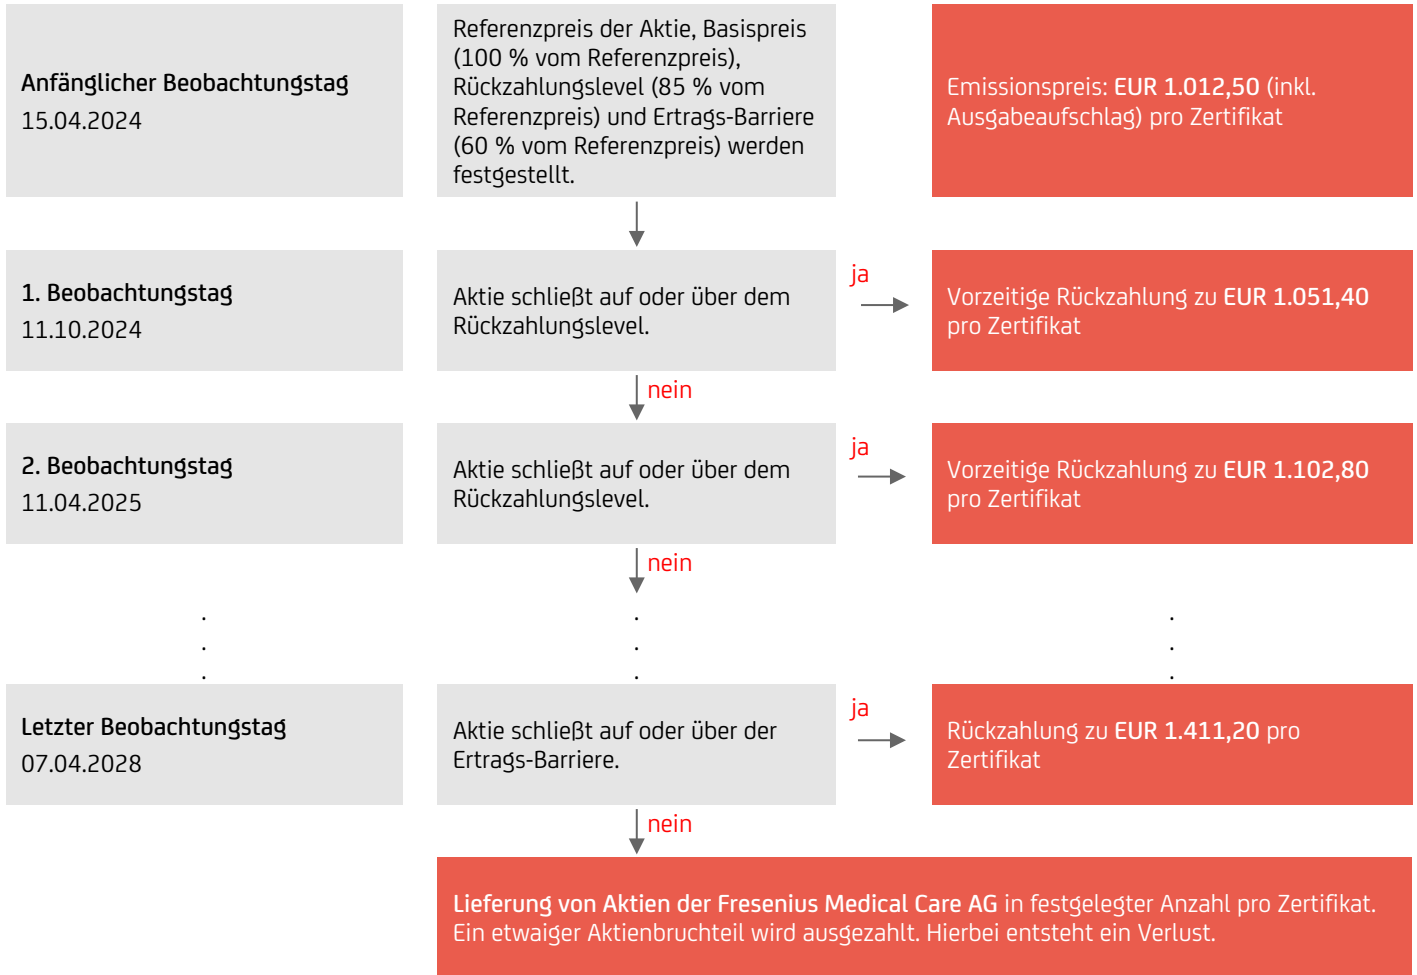 Anfänglicher Beobachtungstag
15.04.2024
Referenzpreis der Aktie, Basispreis
(100 % vom Referenzpreis),
Rückzahlungslevel (85 % vom
Referenzpreis) und Ertrags-Barriere
(60 % vom Referenzpreis) werden
festgestellt.
Emissionspreis: EUR 1.012,50 (inkl.
Ausgabeaufschlag) pro Zertifikat
1. Beobachtungstag
11.10.2024
Aktie schließt auf oder über dem
Rückzahlungslevel.
ja
Vorzeitige Rückzahlung zu EUR 1.051,40
pro Zertifikat
nein
2. Beobachtungstag
11.04.2025
Aktie schließt auf oder über dem
Rückzahlungslevel.
ja
Vorzeitige Rückzahlung zu EUR 1.102,80
pro Zertifikat
nein
. . .
. . .
. . .
Letzter Beobachtungstag
07.04.2028
Aktie schließt auf oder über der
Ertrags-Barriere.
ja
Rückzahlung zu EUR 1.411,20 pro
Zertifikat
nein
Lieferung von Aktien der Fresenius Medical Care AG in festgelegter Anzahl pro Zertifikat.
Ein etwaiger Aktienbruchteil wird ausgezahlt. Hierbei entsteht ein Verlust.